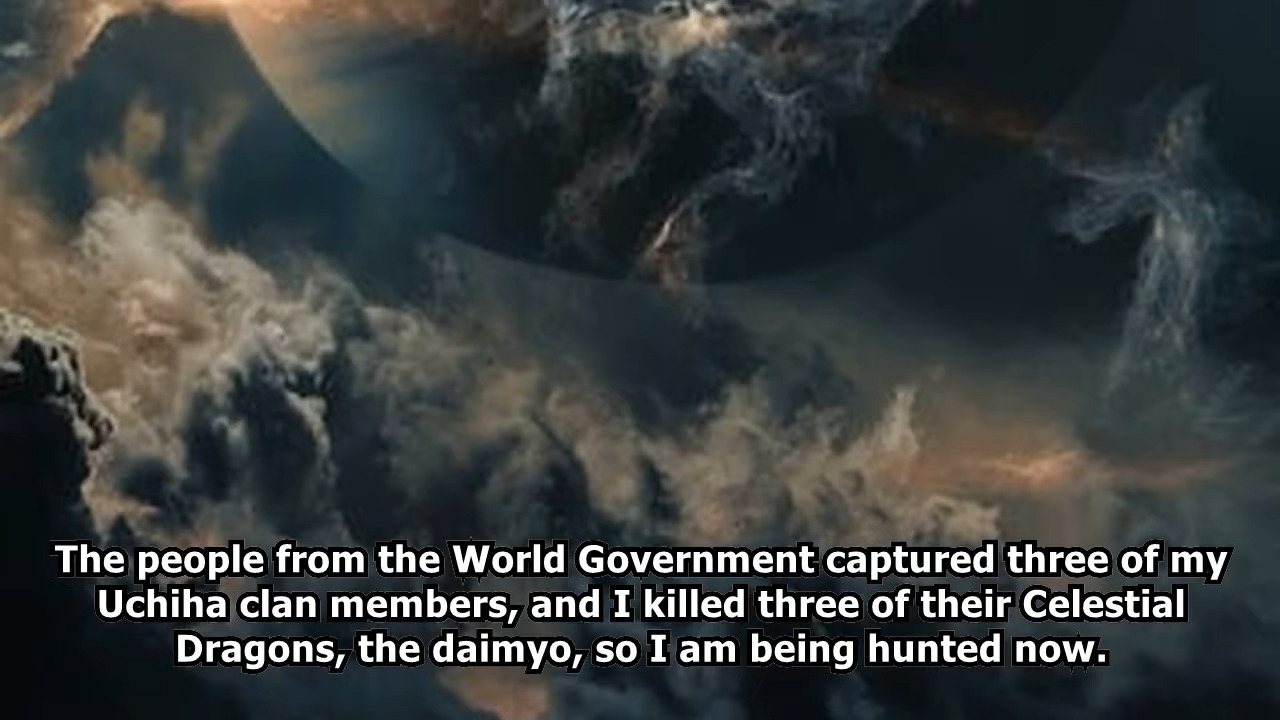 The people from the World Government captured three of my
Uchiha clan members, and I killed three of their Celestial
Dragons, the daimyo, so I am being hunted now.